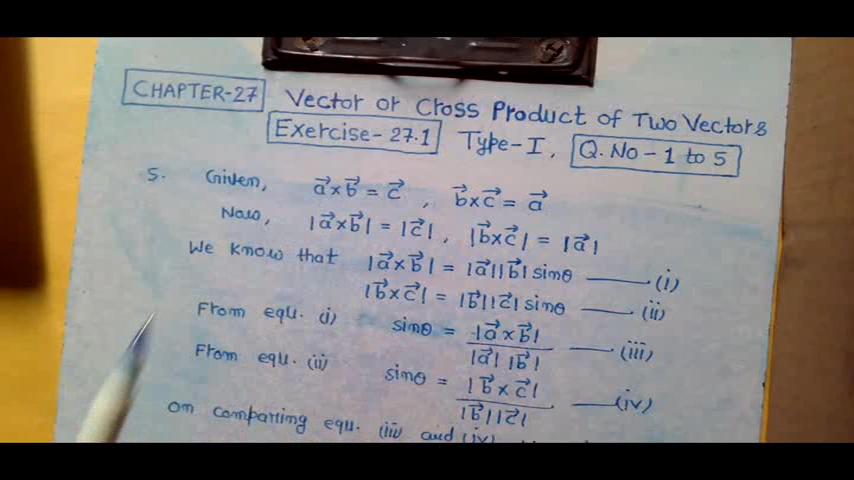 CHAPTER-27 Vector or Cross Product of Two Vectors
Exercise-27.1 Type-I, Q.No-1 to 5
5. Given, a⃗×b⃗ = c⃗ , b⃗×c⃗ = a⃗
Now, |a⃗×b⃗| = |c⃗|, |b⃗×c⃗| = |a⃗|
We know that |a⃗×b⃗| = |a⃗||b⃗| sinθ ——— (i)
|b⃗×c⃗| = |b⃗||c⃗| sinθ ——— (ii)
From equ. (i) sinθ = |a⃗×b⃗| / |a⃗||b⃗| ——— (iii)
From equ. (ii) sinθ = |b⃗×c⃗| / |b⃗||c⃗| ——— (iv)
on comparting equ. (iii) and (iv)